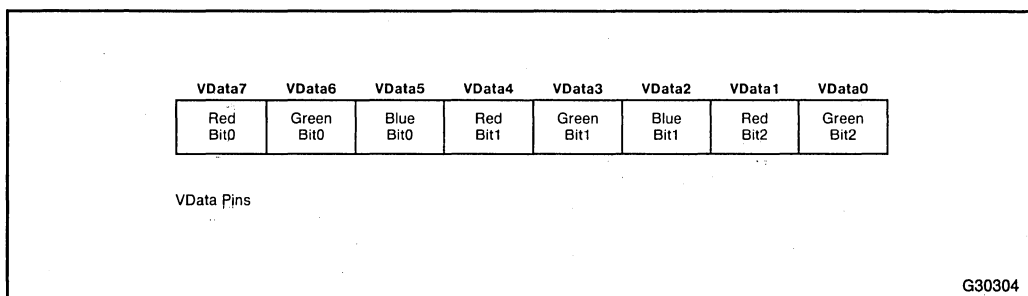 VData7 VData6 VData5 VData4 VData3 VData2 VData1 VData0
Red Green Blue Red Green Blue Red Green
Bit0 Bit0 Bit0 Bit1 Bit1 Bit1 Bit2 Bit2
VData Pins
G30304